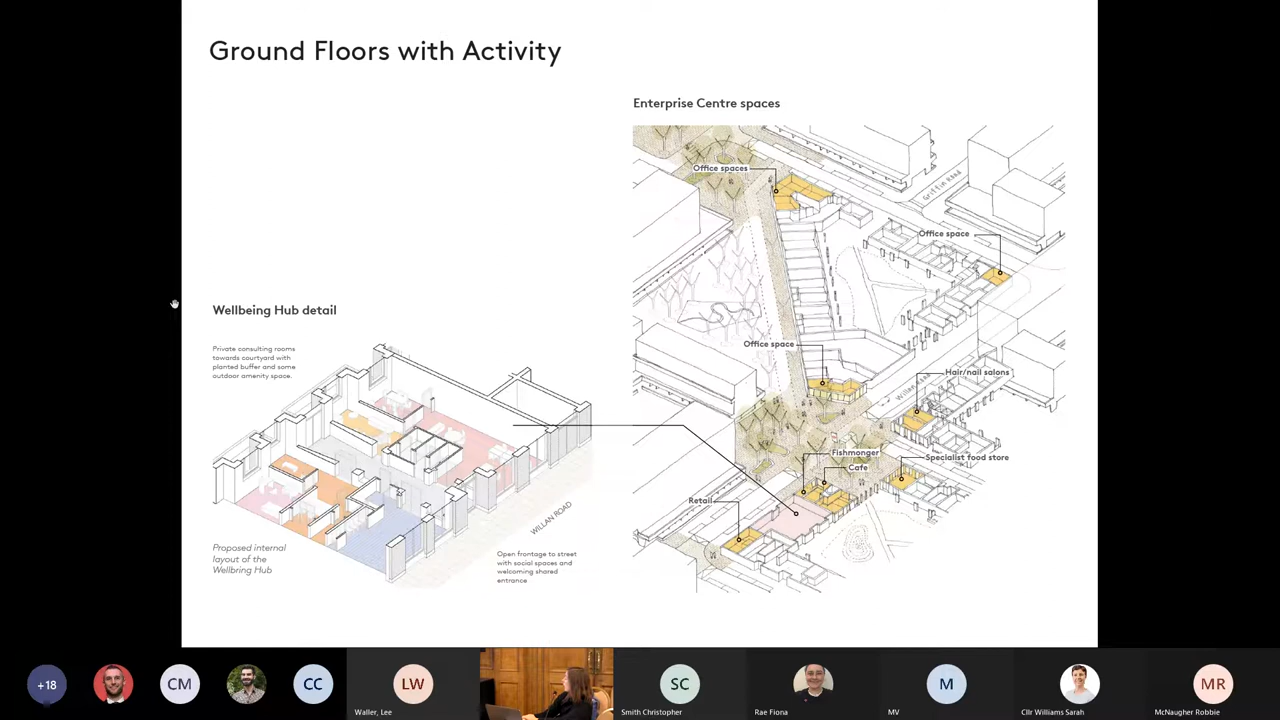 Ground Floors with Activity
Enterprise Centre spaces
Office spaces
Griffin Road
Office space
Wellbeing Hub detail
Private consulting rooms
towards courtyard with
planted buffer and some
outdoor amenity space.
Office space
Hair/nail salons
Fishmonger
Cafe
Specialist food store
Retail
WILLAN ROAD
Proposed internal
layout of the
Wellbring Hub
Open frontage to street
with social spaces and
welcoming shared
entrance
+18
CM
CC
LW
Waller, Lee
SC
Smith Christopher
Rae Fiona
M
MV
Cllr Williams Sarah
MR
McNaugher Robbie